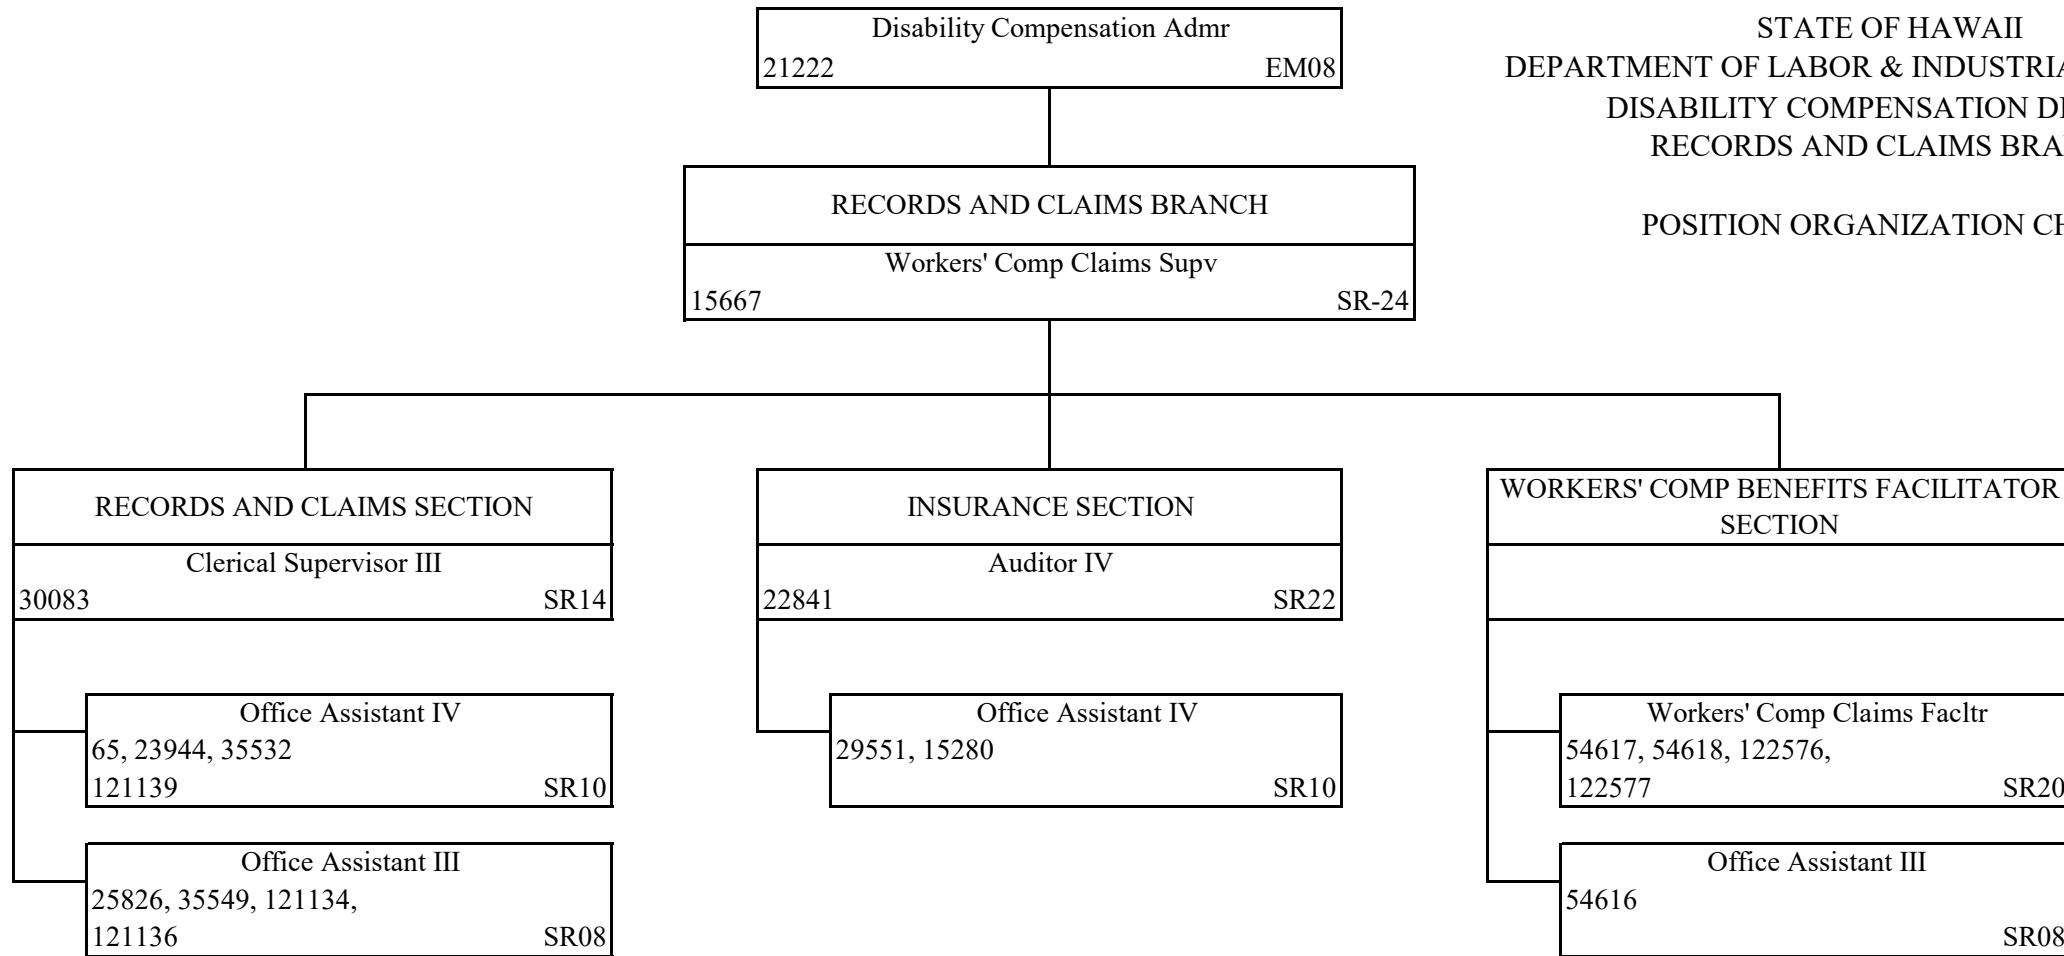 Disability Compensation Admr
21222 EM08
STATE OF HAWAII
DEPARTMENT OF LABOR & INDUSTRIA
DISABILITY COMPENSATION
RECORDS AND CLAIMS BRA
POSITION ORGANIZATION
RECORDS AND CLAIMS BRANCH
Workers' Comp Claims Supv
15667 SR-24
RECORDS AND CLAIMS SECTION
Clerical Supervisor III
30083 SR14
Office Assistant IV
65, 23944, 35532
121139 SR10
Office Assistant III
25826, 35549, 121134,
121136 SR08
INSURANCE SECTION
Auditor IV
22841 SR22
Office Assistant IV
29551, 15280
SR10
WORKERS' COMP BENEFITS FACILITATOR
SECTION
Workers' Comp Claims Facltr
54617, 54618, 122576,
122577 SR20
Office Assistant III
54616
SR08